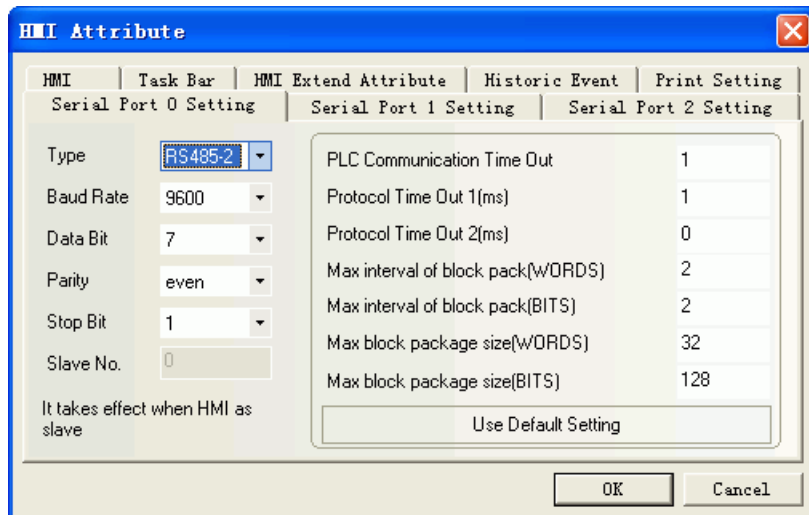 HMI Attribute
HMI
Task Bar
HMI Extend Attribute
Historic Event
Print Setting
Serial Port 0 Setting
Serial Port 1 Setting
Serial Port 2 Setting
Type
RS485-2
Baud Rate
9600
Data Bit
7
Parity
even
Stop Bit
1
Slave No.
0
It takes effect when HMI as
slave
PLC Communication Time Out
1
Protocol Time Out 1(ms)
1
Protocol Time Out 2(ms)
0
Max interval of block pack(WORDS)
2
Max interval of block pack(BITS)
2
Max block package size(WORDS)
32
Max block package size(BITS)
128
Use Default Setting
OK
Cancel